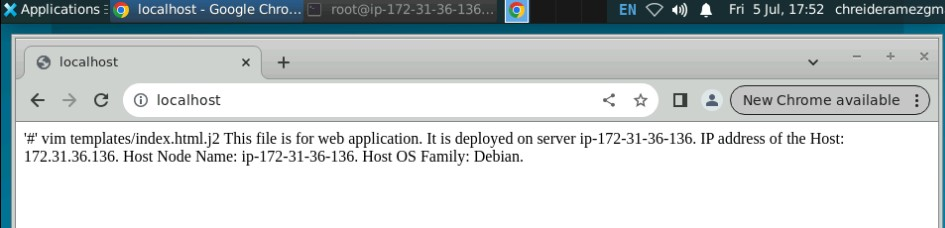 Applications
localhost - Google Chro...
root@ip-172-31-36-136...
EN
Fri 5 Jul, 17:52
chreideramezgm
localhost
localhost
New Chrome available
'#' vim templates/index.html.j2 This file is for web application. It is deployed on server ip-172-31-36-136. IP address of the Host:
172.31.36.136. Host Node Name: ip-172-31-36-136. Host OS Family: Debian.